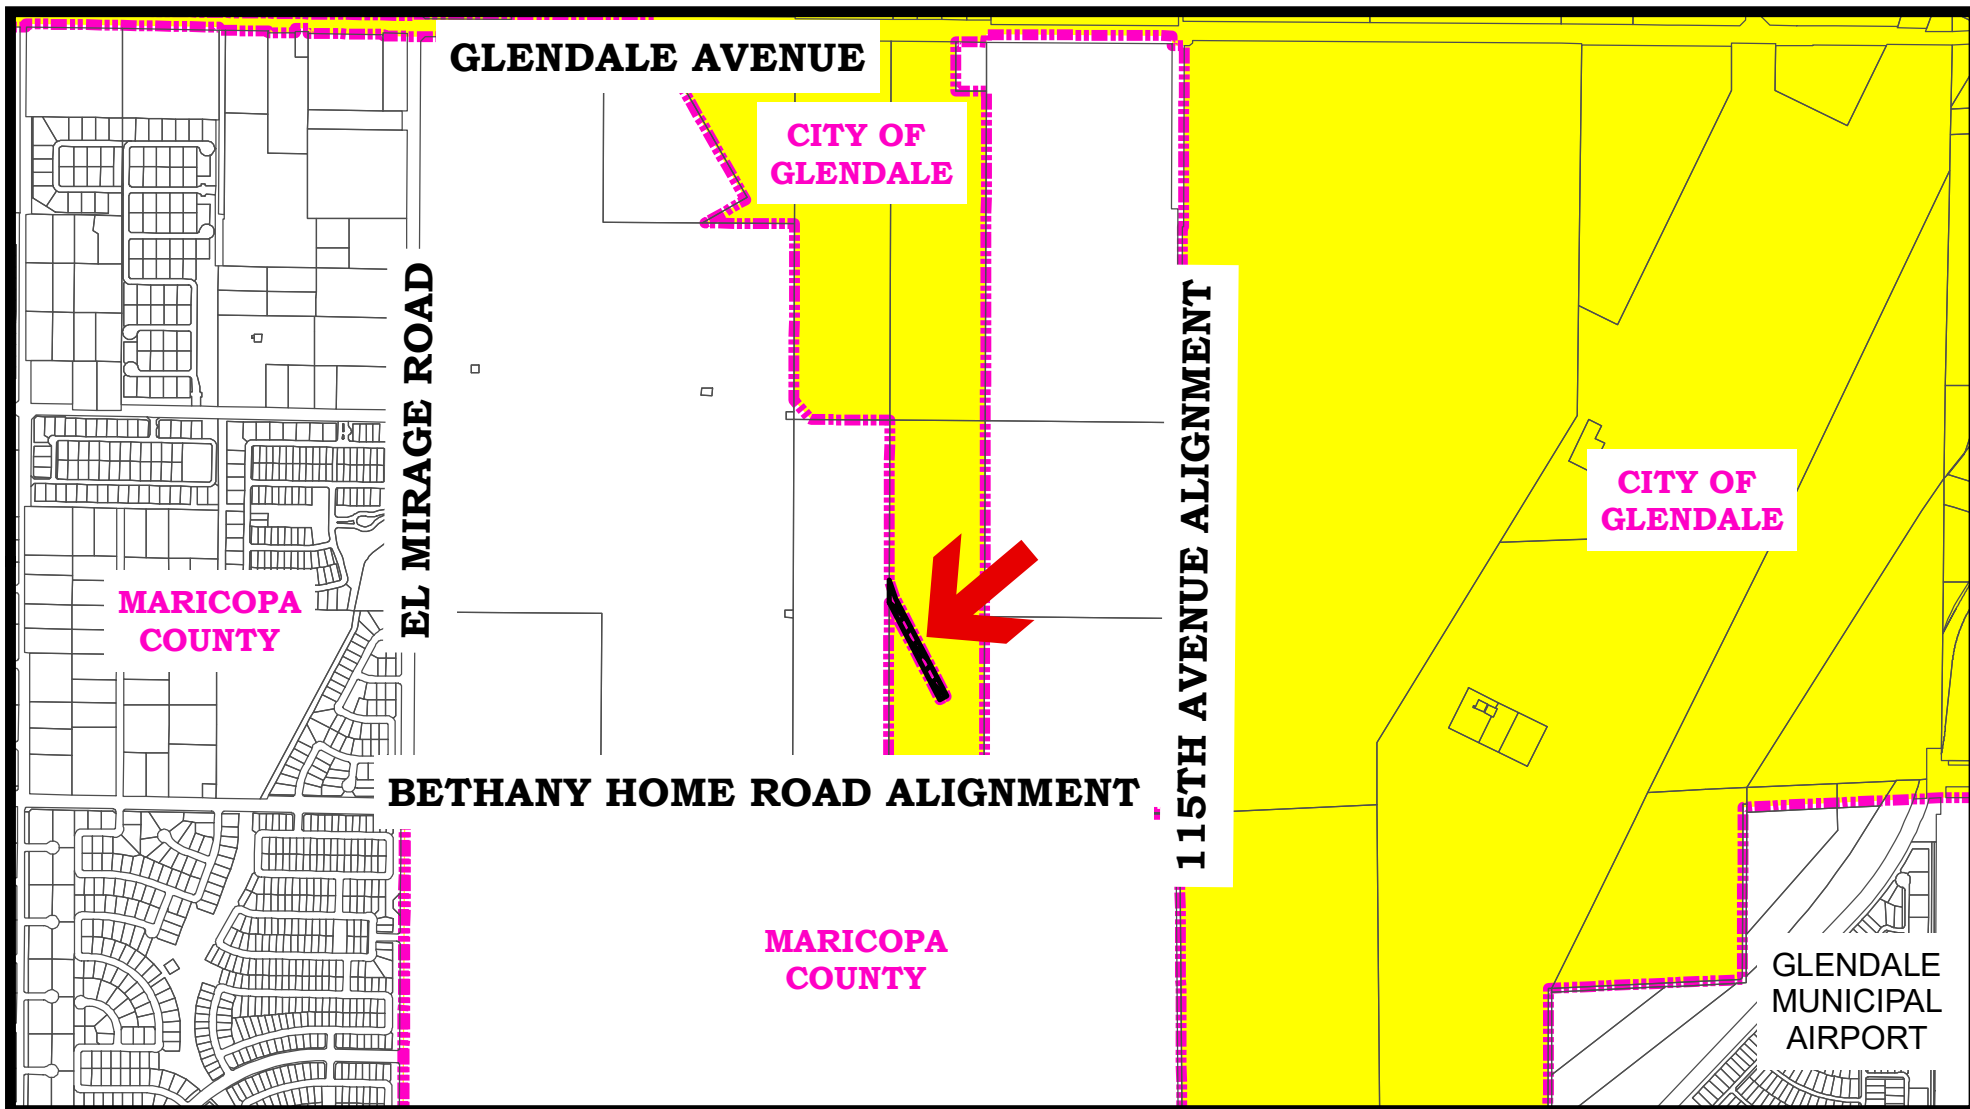 GLENDALE AVENUE
CITY OF
GLENDALE
EL MIRAGE ROAD
115TH AVENUE ALIGNMENT
CITY OF
GLENDALE
MARICOPA
COUNTY
BETHANY HOME ROAD ALIGNMENT
MARICOPA
COUNTY
GLENDALE
MUNICIPAL
AIRPORT